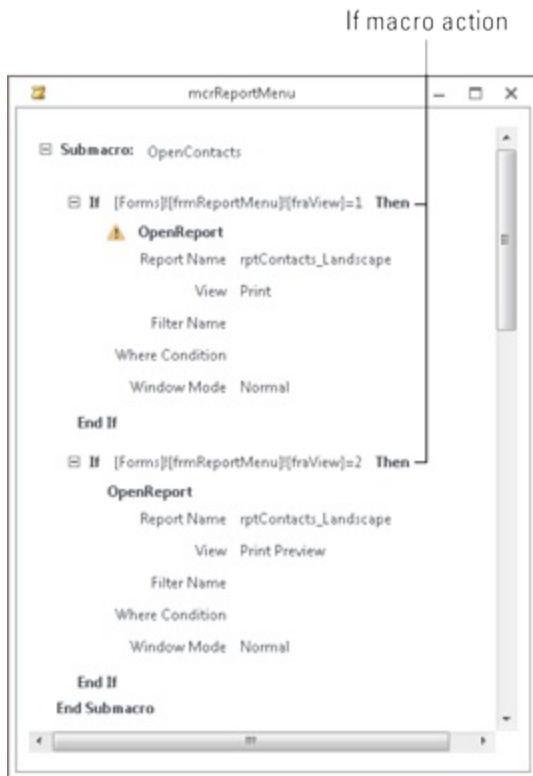 If macro action
mcrReportMenu
Submacro: OpenContacts
If [Forms]![frmReportMenu]![fraView]=1 Then
OpenReport
Report Name rptContacts_Landscape
View Print
Filter Name
Where Condition
Window Mode Normal
End If
If [Forms]![frmReportMenu]![fraView]=2 Then
OpenReport
Report Name rptContacts_Landscape
View Print Preview
Filter Name
Where Condition
Window Mode Normal
End If
End Submacro